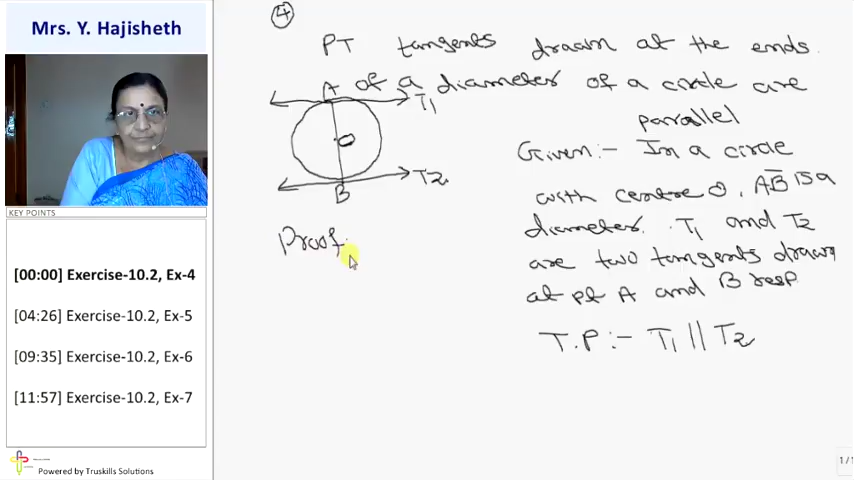 Mrs. Y. Hajisheth
KEY POINTS
[00:00] Exercise-10.2, Ex-4
[04:26] Exercise-10.2, Ex-5
[09:35] Exercise-10.2, Ex-6
[11:57] Exercise-10.2, Ex-7
Powered by Truskills Solutions
4
PT tangents drawn at the ends
of a diameter of a circle are
parallel
A
T1
O
B
T2
Given:- In a circle
with centre O, AB is a
diameter. T1 and T2
are two tangents drawn
at pt A and B resp
T.P:- T1 || T2
Proof:
1/1